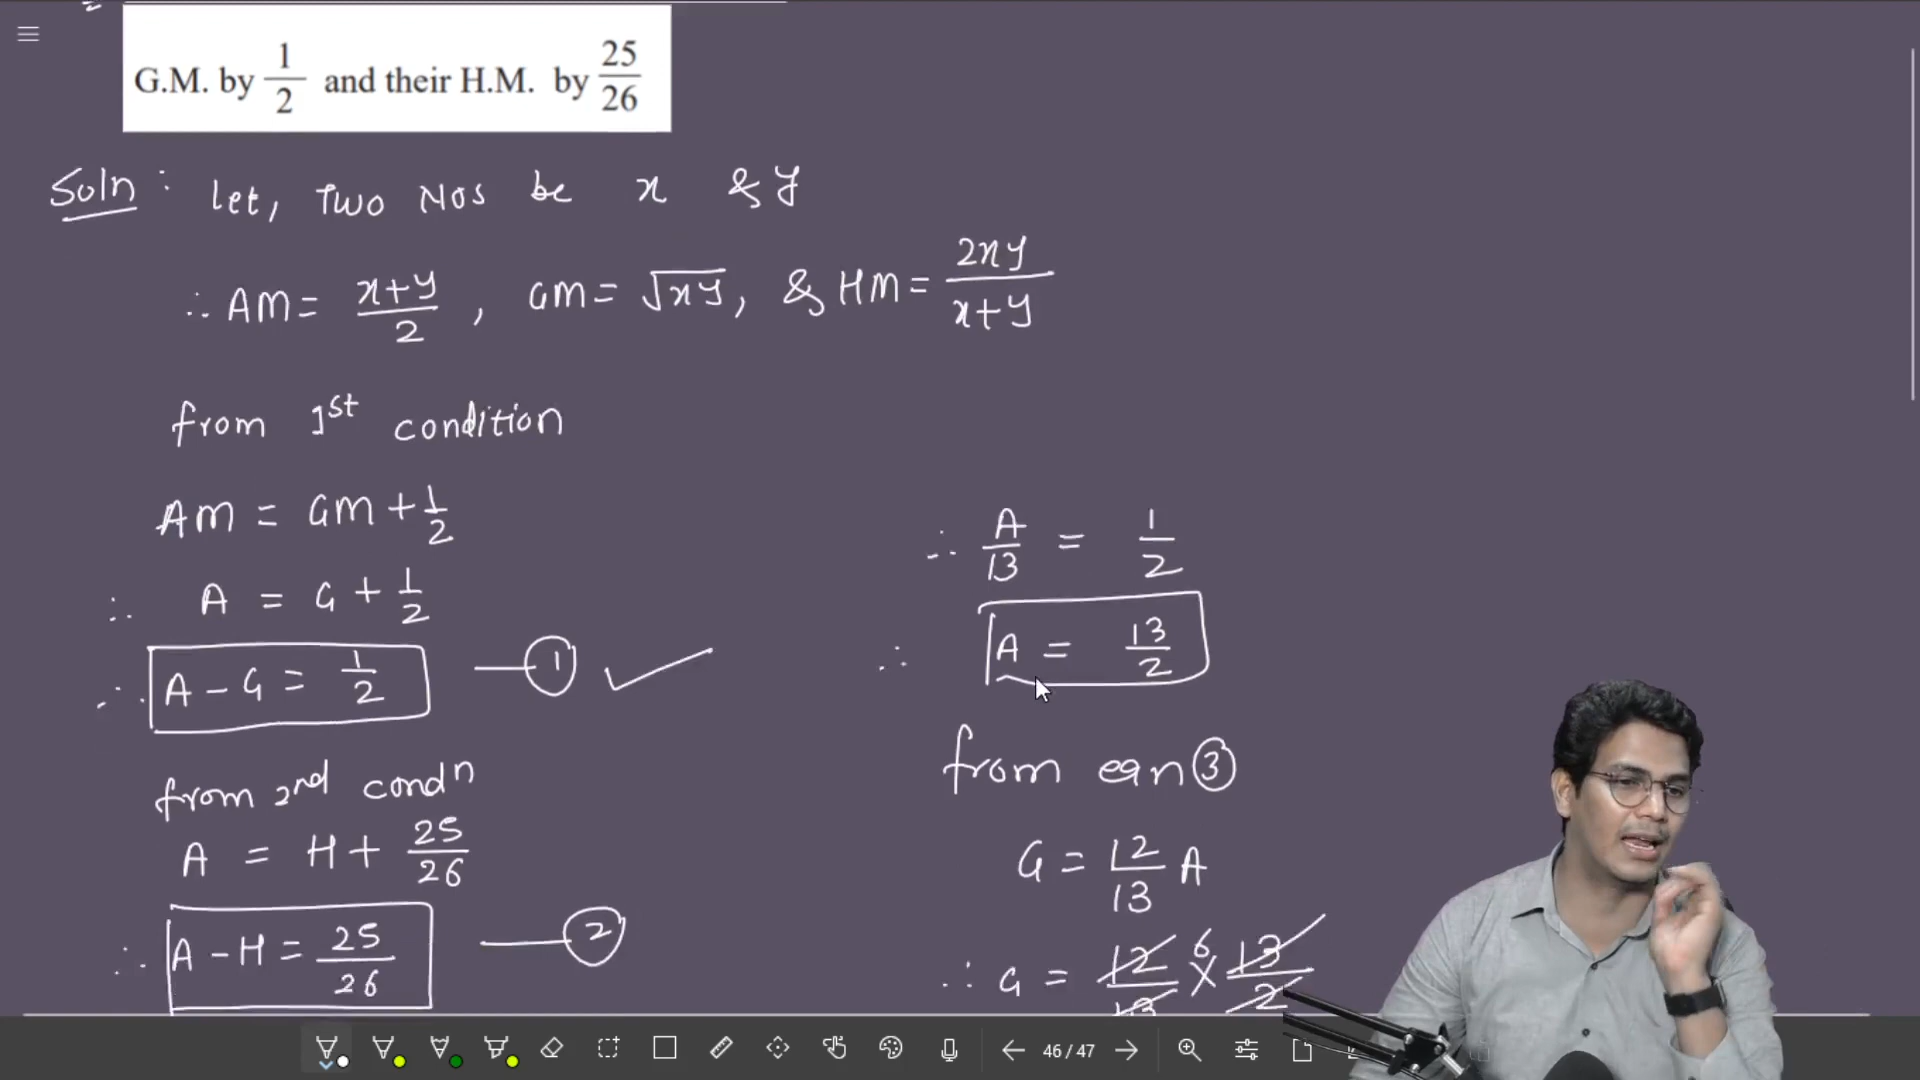 G.M. by 1/2 and their H.M. by 25/26
Soln : let, Two Nos be x & y
∴ AM = x+y/2 , GM = √xy, & HM = 2xy/x+y
from 1st condition
AM = GM + 1/2
∴ A = G + 1/2
∴ A - G = 1/2 — 1 ✓
from 2nd condn
A = H + 25/26
∴ A - H = 25/26 — 2
∴ A/13 = 1/2
∴ A = 13/2
from eqn 3
G = 12/13 A
∴ G = 12/13 6 × 13/2
46 / 47